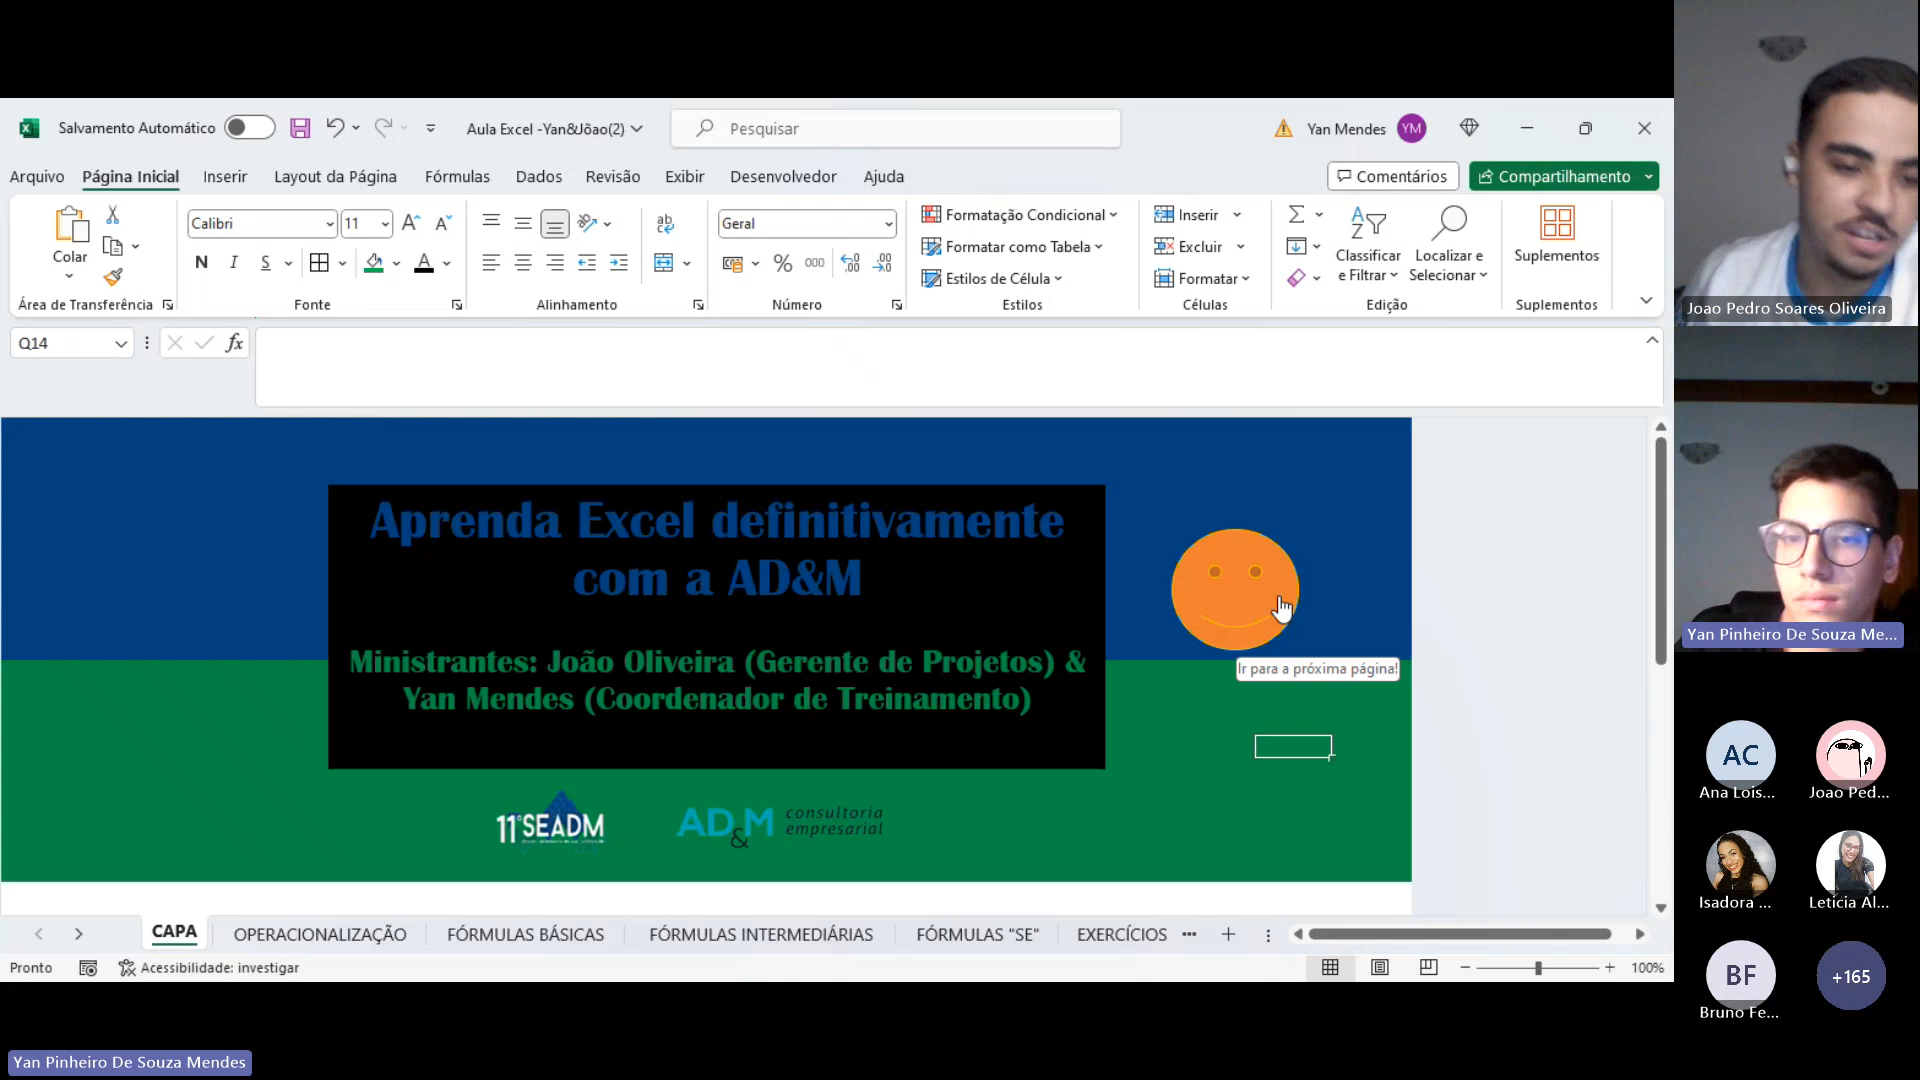 Salvamento Automático
Aula Excel -Yan&Jõao(2)
Pesquisar
Yan Mendes
YM
Arquivo
Página Inicial
Inserir
Layout da Página
Fórmulas
Dados
Revisão
Exibir
Desenvolvedor
Ajuda
Comentários
Compartilhamento
Colar
Área de Transferência
Calibri
11
N
I
S
Fonte
ab
Alinhamento
Geral
%
000
Número
Formatação Condicional
Formatar como Tabela
Estilos de Célula
Estilos
Inserir
Excluir
Formatar
Células
Classificar
e Filtrar
Localizar e
Selecionar
Edição
Suplementos
Suplementos
Q14
fx
Aprenda Excel definitivamente
com a AD&M
Ministrantes: João Oliveira (Gerente de Projetos) &
Yan Mendes (Coordenador de Treinamento)
Ir para a próxima página!
11º SEADM
AD&M consultoria
empresarial
CAPA
OPERACIONALIZAÇÃO
FÓRMULAS BÁSICAS
FÓRMULAS INTERMEDIÁRIAS
FÓRMULAS "SE"
EXERCÍCIOS
Pronto
Acessibilidade: investigar
100%
Joao Pedro Soares Oliveira
Yan Pinheiro De Souza Me...
AC
Ana Lois...
Joao Ped...
Isadora ...
Letícia Al...
BF
Bruno Fe...
+165
Yan Pinheiro De Souza Mendes